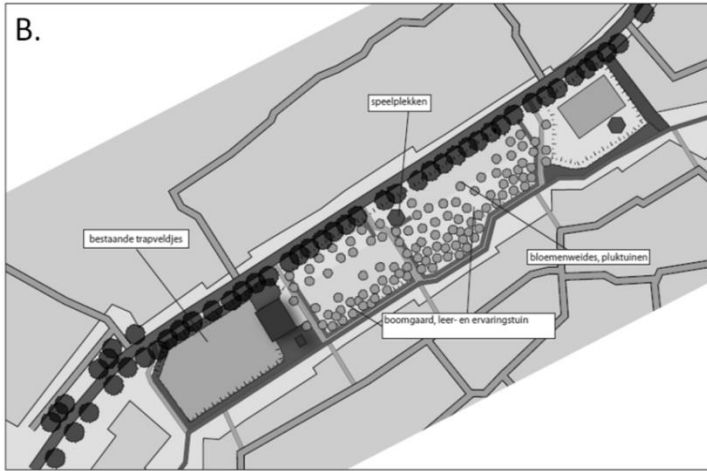 B.
speelplekken
bestaande trapveldjes
bloemenweides, pluktuinen
boomgaard, leer- en ervaringstuin